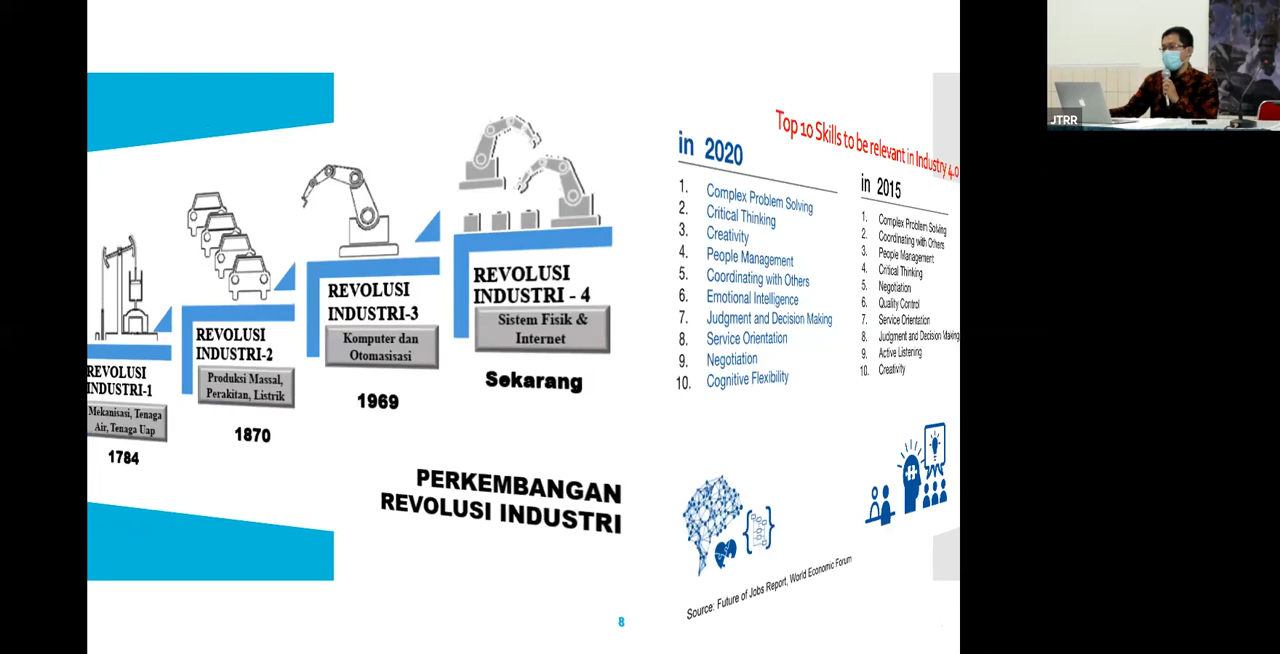 REVOLUSI
INDUSTRI-1
Mekanisasi, Tenaga
Air, Tenaga Uap
1784
REVOLUSI
INDUSTRI-2
Produksi Massal,
Perakitan, Listrik
1870
REVOLUSI
INDUSTRI-3
Komputer dan
Otomasisasi
1969
REVOLUSI
INDUSTRI - 4
Sistem Fisik &
Internet
Sekarang
PERKEMBANGAN
REVOLUSI INDUSTRI
8
Top 10 Skills to be relevant in Industry 4.0
in 2020
1. Complex Problem Solving
2. Critical Thinking
3. Creativity
4. People Management
5. Coordinating with Others
6. Emotional Intelligence
7. Judgment and Decision Making
8. Service Orientation
9. Negotiation
10. Cognitive Flexibility
in 2015
1. Complex Problem Solving
2. Coordinating with Others
3. People Management
4. Critical Thinking
5. Negotiation
6. Quality Control
7. Service Orientation
8. Judgment and Decision Making
9. Active Listening
10. Creativity
Source: Future of Jobs Report, World Economic Forum
JTRR